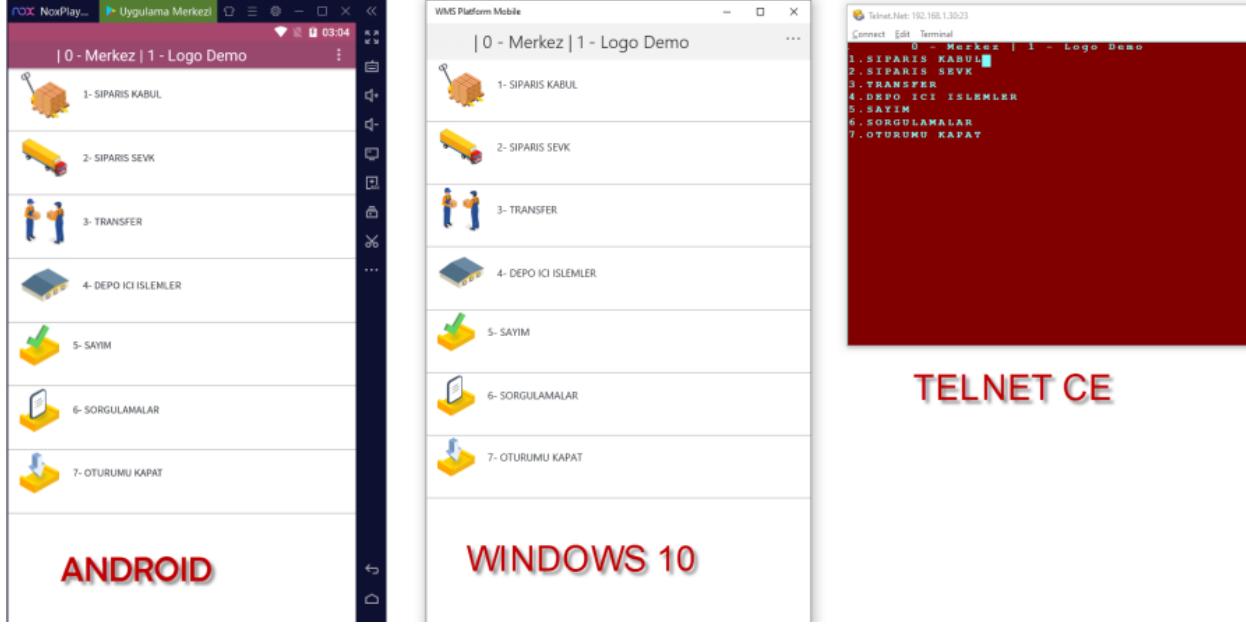 nox NoxPlay... Uygulama Merkezi
03:04
| 0 - Merkez | 1 - Logo Demo
1- SIPARIS KABUL
2- SIPARIS SEVK
3- TRANSFER
4- DEPO ICI ISLEMLER
5- SAYIM
6- SORGULAMALAR
7- OTURUMU KAPAT
ANDROID
WMS Platform Mobile
| 0 - Merkez | 1 - Logo Demo
1- SIPARIS KABUL
2- SIPARIS SEVK
3- TRANSFER
4- DEPO ICI ISLEMLER
5- SAYIM
6- SORGULAMALAR
7- OTURUMU KAPAT
WINDOWS 10
Telnet.Net: 192.168.1.30:23
Connect Edit Terminal
0 - Merkez | 1 - Logo Demo
1.SIPARIS KABUL
2.SIPARIS SEVK
3.TRANSFER
4.DEPO ICI ISLEMLER
5.SAYIM
6.SORGULAMALAR
7.OTURUMU KAPAT
TELNET CE